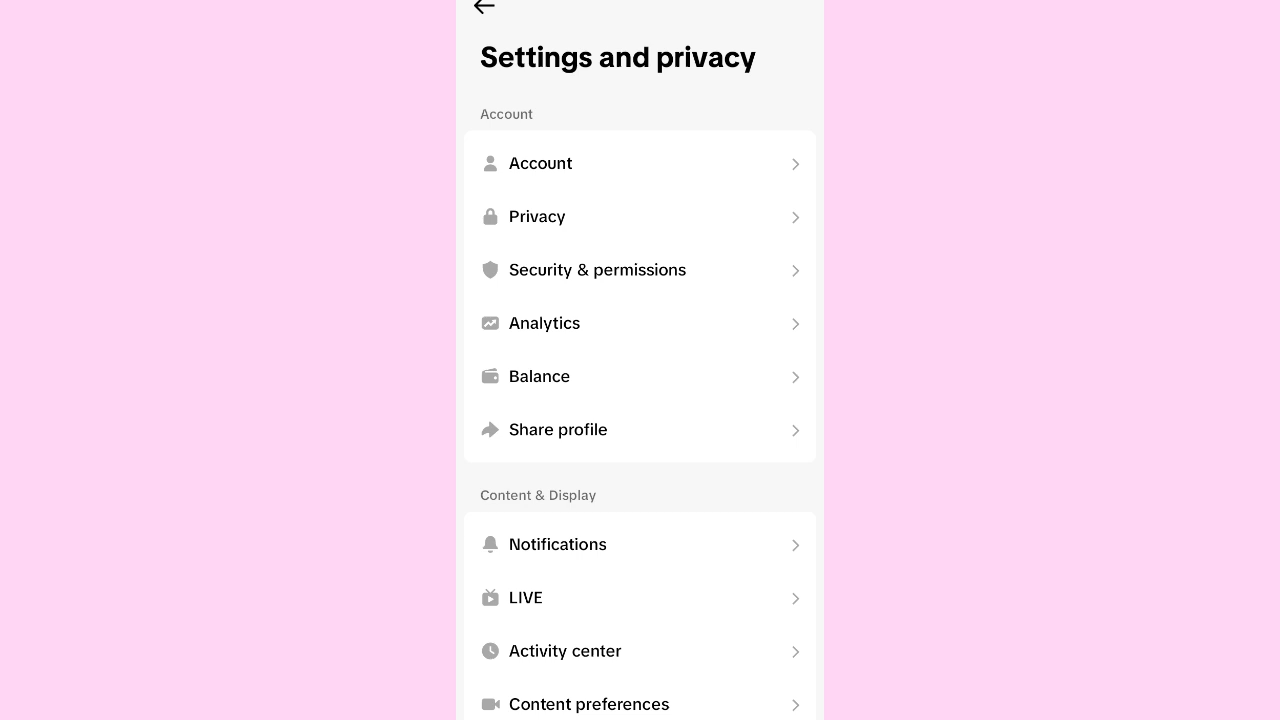 Settings and privacy
Account
Account
Privacy
Security & permissions
Analytics
Balance
Share profile
Content & Display
Notifications
LIVE
Activity center
Content preferences